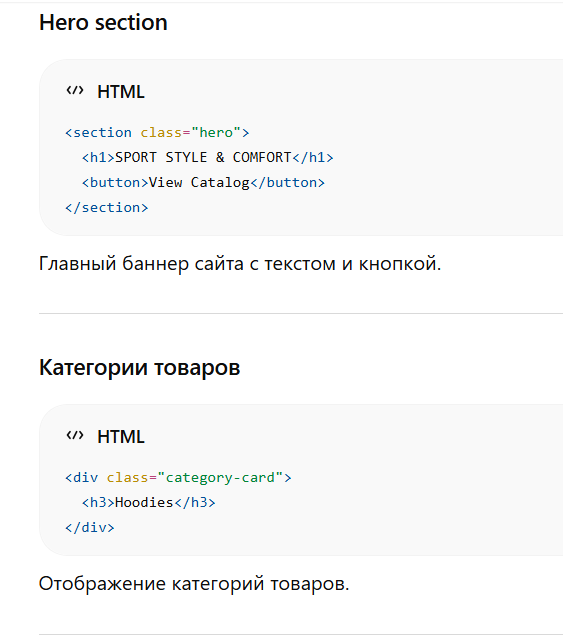 Hero section
</> HTML
<section class="hero">
  <h1>SPORT STYLE & COMFORT</h1>
  <button>View Catalog</button>
</section>
Главный баннер сайта с текстом и кнопкой.
Категории товаров
</> HTML
<div class="category-card">
  <h3>Hoodies</h3>
</div>
Отображение категорий товаров.